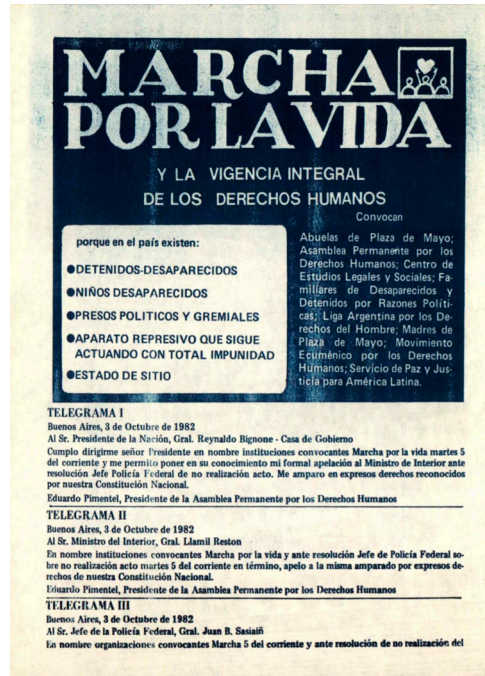 MARCHA
POR LA VIDA
Y LA VIGENCIA INTEGRAL
DE LOS DERECHOS HUMANOS
Convocan
porque en el país existen:
●DETENIDOS-DESAPARECIDOS
●NIÑOS DESAPARECIDOS
●PRESOS POLITICOS Y GREMIALES
●APARATO REPRESIVO QUE SIGUE
ACTUANDO CON TOTAL IMPUNIDAD
●ESTADO DE SITIO
Abuelas de Plaza de Mayo;
Asamblea Permanente por los
Derechos Humanos; Centro de
Estudios Legales y Sociales; Fa-
miliares de Desaparecidos y
Detenidos por Razones Políti-
cas; Liga Argentina por los De-
rechos del Hombre; Madres de
Plaza de Mayo; Movimiento
Ecuménico por los Derechos
Humanos; Servicio de Paz y Jus-
ticia para América Latina.
TELEGRAMA I
Buenos Aires, 3 de Octubre de 1982
Al Sr. Presidente de la Nación, Gral. Reynaldo Bignone - Casa de Gobierno
Cumplo dirigirme señor Presidente en nombre instituciones convocantes Marcha por la vida martes 5
del corriente y me permito poner en su conocimiento mi formal apelación al Ministro de Interior ante
resolución Jefe Policía Federal de no realización acto. Me amparo en expresos derechos reconocidos
por nuestra Constitución Nacional.
Eduardo Pimentel, Presidente de la Asamblea Permanente por los Derechos Humanos
TELEGRAMA II
Buenos Aires, 3 de Octubre de 1982
Al Sr. Ministro del Interior, Gral. Llamil Reston
En nombre instituciones convocantes Marcha por la vida y ante resolución Jefe de Policía Federal so-
bre no realización acto martes 5 del corriente en término, apelo a la misma amparado por expresos de-
rechos de nuestra Constitución Nacional.
Eduardo Pimentel, Presidente de la Asamblea Permanente por los Derechos Humanos
TELEGRAMA III
Buenos Aires, 3 de Octubre de 1982
Al Sr. Jefe de la Policía Federal, Gral. Juan B. Sasiaiñ
En nombre organizaciones convocantes Marcha 5 del corriente y ante resolución de no realización del